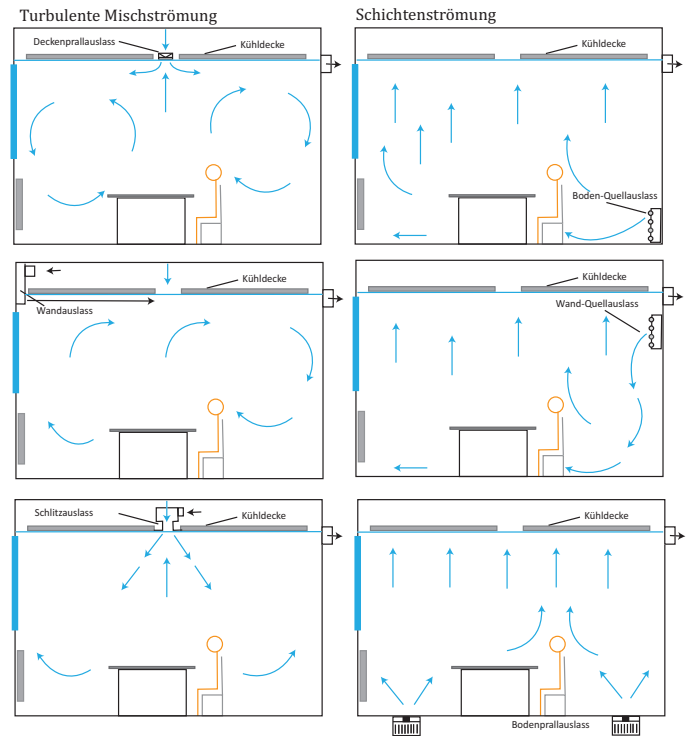 Turbulente Mischströmung
Schichtenströmung
Deckenprallauslass
Kühldecke
Kühldecke
Boden-Quellauslass
Kühldecke
Wandauslass
Kühldecke
Wand-Quellauslass
Schlitzauslass
Kühldecke
Kühldecke
Bodenprallauslass